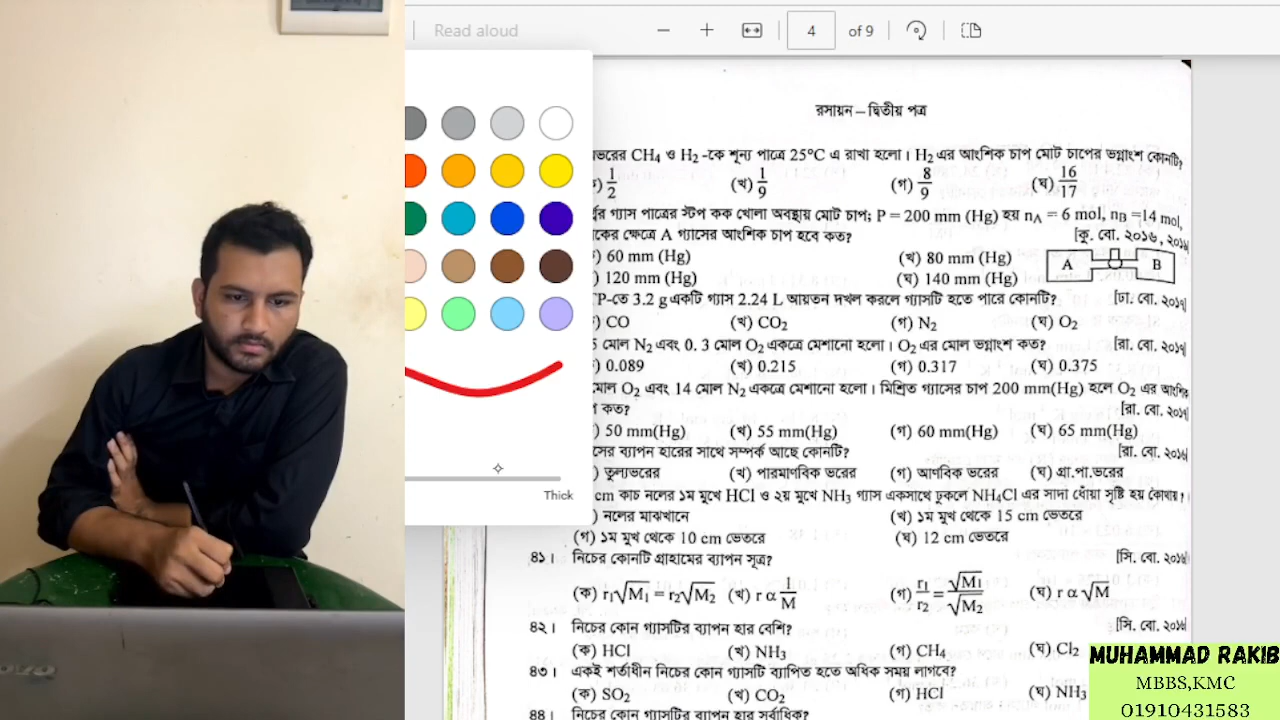 Read aloud
4 of 9
রসায়ন – দ্বিতীয় পত্র
ভরের CH4 ও H2 -কে শূন্য পাত্রে 25°C এ রাখা হলো। H2 এর আংশিক চাপ মোট চাপের ভগ্নাংশ কোনটি?
1/2 (খ) 1/9 (গ) 8/9 (ঘ) 16/17
গ্যাস পাত্রের স্টপ কক খোলা অবস্থায় মোট চাপ; P = 200 mm (Hg) হয় nA = 6 mol, nB = 14 mol,
ক্ষেত্রে A গ্যাসের আংশিক চাপ হবে কত? [কু. বো. ২০১৬,
) 60 mm (Hg) (খ) 80 mm (Hg)
A B
) 120 mm (Hg) (ঘ) 140 mm (Hg)
P-তে 3.2 g একটি গ্যাস 2.24 L আয়তন দখল করলে গ্যাসটি হতে পারে কোনটি? [ঢা. বো.
) CO (খ) CO2 (গ) N2 (ঘ) O2
মোল N2 এবং 0. 3 মোল O2 একত্রে মেশানো হলো। O2 এর মোল ভগ্নাংশ কত? [রা. বো.
) 0.089 (খ) 0.215 (গ) 0.317 (ঘ) 0.375
মোল O2 এবং 14 মোল N2 একত্রে মেশানো হলো। মিশ্রিত গ্যাসের চাপ 200 mm(Hg) হলে O2 এর আংশিক
কত? [রা. বো.
) 50 mm(Hg) (খ) 55 mm(Hg) (গ) 60 mm(Hg) (ঘ) 65 mm(Hg)
সের ব্যাপন হারের সাথে সম্পর্ক আছে কোনটি? [রা. বো.
) তুল্যভরের (খ) পারমাণবিক ভরের (গ) আণবিক ভরের (ঘ) গ্রা.পা.ভরের
cm কাচ নলের ১ম মুখে HCl ও ২য় মুখে NH3 গ্যাস একসাথে ঢুকলে NH4Cl এর সাদা ধোঁয়া সৃষ্টি হয় কোথায়?
) নলের মাঝখানে (খ) ১ম মুখ থেকে 15 cm ভেতরে
(গ) ১ম মুখ থেকে 10 cm ভেতরে (ঘ) 12 cm ভেতরে
Thick
৪১। নিচের কোনটি গ্রাহামের ব্যাপন সূত্র? [সি. বো.
(ক) r1√M1 = r2√M2 (খ) r α 1/M (গ) r1/r2 = √M1/√M2 (ঘ) r α √M
৪২। নিচের কোন গ্যাসটির ব্যাপন হার বেশি? [সি. বো.
(ক) HCl (খ) NH3 (গ) CH4 (ঘ) Cl2
৪৩। একই শর্তাধীন নিচের কোন গ্যাসটি ব্যাপিত হতে অধিক সময় লাগবে?
(ক) SO2 (খ) CO2 (গ) HCl (ঘ) NH3
৪৪। নিচের কোন গ্যাসটির ব্যাপন হার সর্বাধিক?
MUHAMMAD RAKIB
MBBS,KMC
01910431583